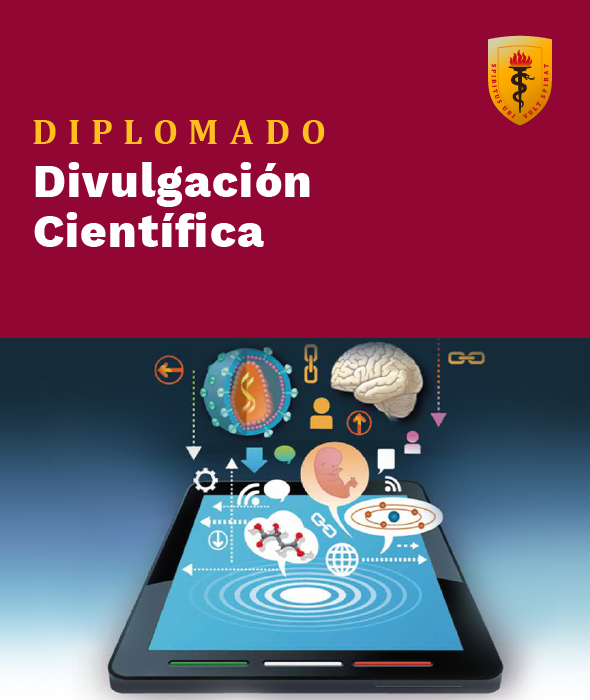 DIPLOMADO
Divulgación
Científica
SPIRITUS UBI VULT SPIRAT